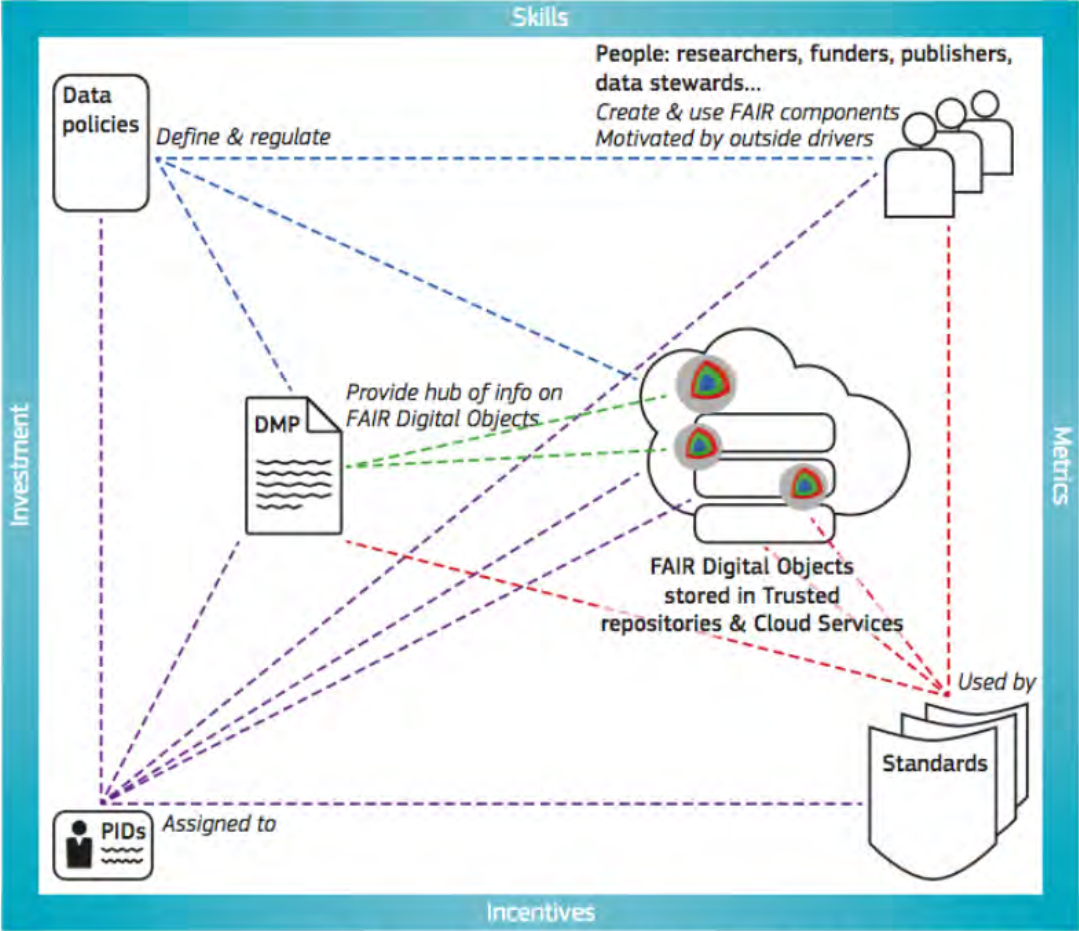 Skills
People: researchers, funders, publishers,
data stewards...
Create & use FAIR components
Motivated by outside drivers
Data
policies
Define & regulate
Provide hub of info on
FAIR Digital Objects
DMP
Investment
Metrics
FAIR Digital Objects
stored in Trusted
repositories & Cloud Services
Used by
Standards
PIDs
Assigned to
Incentives